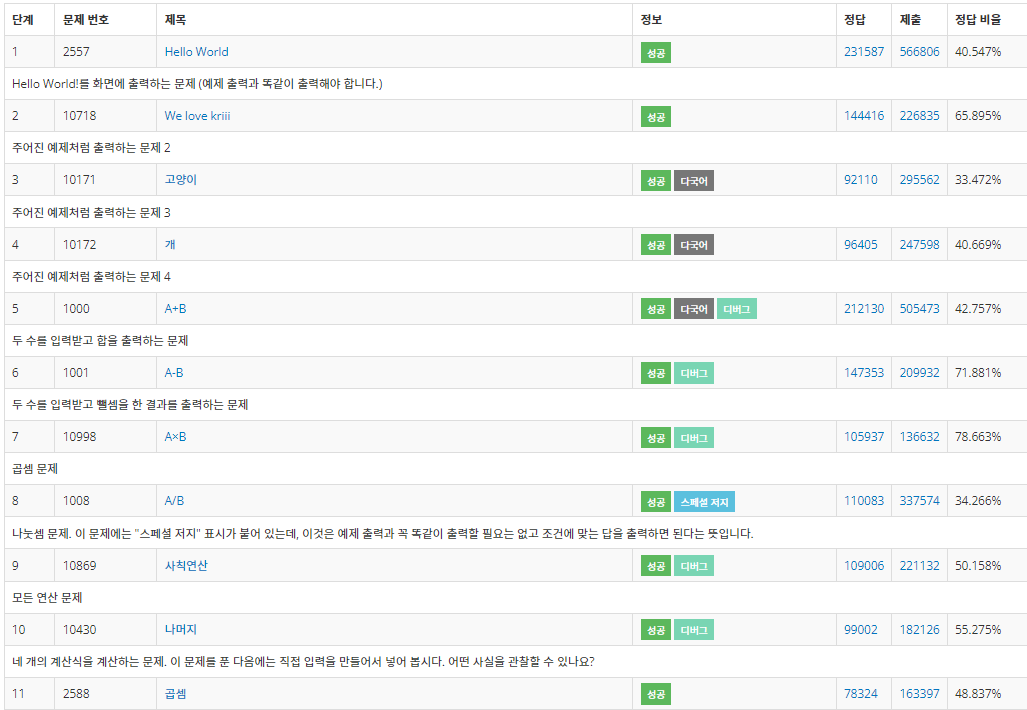 단계 문제 번호 제목 정보 정답 제출 정답 비율
1 2557 Hello World 성공 231587 566806 40.547%
Hello World!를 화면에 출력하는 문제 (예제 출력과 똑같이 출력해야 합니다.)
2 10718 We love kriii 성공 144416 226835 65.895%
주어진 예제처럼 출력하는 문제 2
3 10171 고양이 성공 다국어 92110 295562 33.472%
주어진 예제처럼 출력하는 문제 3
4 10172 개 성공 다국어 96405 247598 40.669%
주어진 예제처럼 출력하는 문제 4
5 1000 A+B 성공 다국어 디버그 212130 505473 42.757%
두 수를 입력받고 합을 출력하는 문제
6 1001 A-B 성공 디버그 147353 209932 71.881%
두 수를 입력받고 뺄셈을 한 결과를 출력하는 문제
7 10998 A×B 성공 디버그 105937 136632 78.663%
곱셈 문제
8 1008 A/B 성공 스페셜 저지 110083 337574 34.266%
나눗셈 문제. 이 문제에는 "스페셜 저지" 표시가 붙어 있는데, 이것은 예제 출력과 꼭 똑같이 출력할 필요는 없고 조건에 맞는 답을 출력하면 된다는 뜻입니다.
9 10869 사칙연산 성공 디버그 109006 221132 50.158%
모든 연산 문제
10 10430 나머지 성공 디버그 99002 182126 55.275%
네 개의 계산식을 계산하는 문제. 이 문제를 푼 다음에는 직접 입력을 만들어서 넣어 봅시다. 어떤 사실을 관찰할 수 있나요?
11 2588 곱셈 성공 78324 163397 48.837%